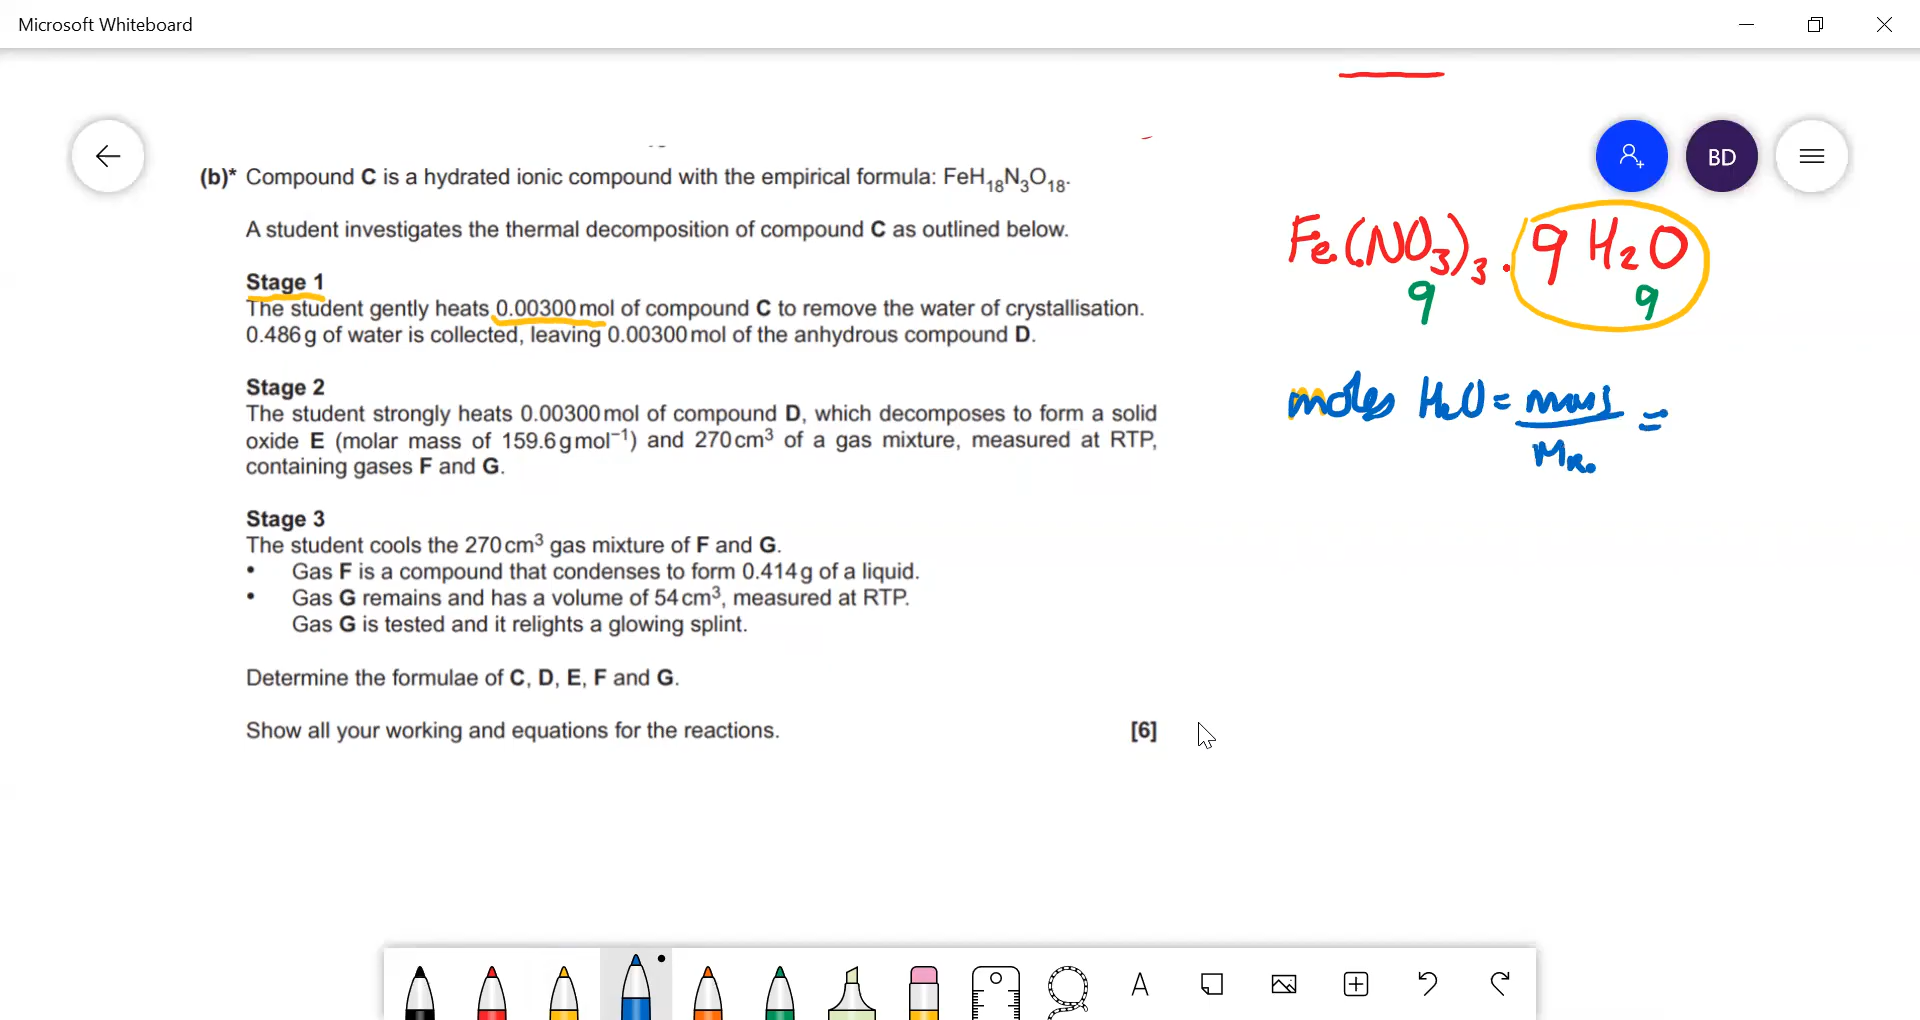 Microsoft Whiteboard
BD
(b)* Compound C is a hydrated ionic compound with the empirical formula: FeH₁₈N₃O₁₈.
A student investigates the thermal decomposition of compound C as outlined below.
Stage 1
The student gently heats 0.00300 mol of compound C to remove the water of crystallisation.
0.486 g of water is collected, leaving 0.00300 mol of the anhydrous compound D.
Stage 2
The student strongly heats 0.00300 mol of compound D, which decomposes to form a solid
oxide E (molar mass of 159.6 g mol⁻¹) and 270 cm³ of a gas mixture, measured at RTP,
containing gases F and G.
Stage 3
The student cools the 270 cm³ gas mixture of F and G.
• Gas F is a compound that condenses to form 0.414 g of a liquid.
• Gas G remains and has a volume of 54 cm³, measured at RTP.
Gas G is tested and it relights a glowing splint.
Determine the formulae of C, D, E, F and G.
Show all your working and equations for the reactions. [6]
Fe(NO₃)₃ . 9 H₂O
9 9
moles H₂O = mass =
Mr.
A